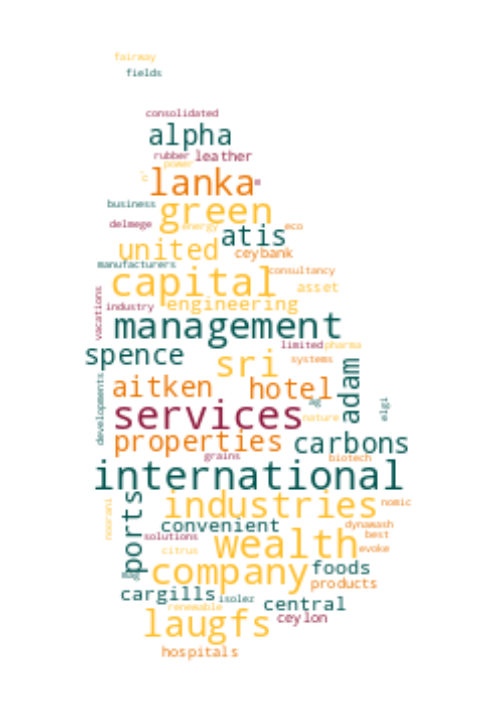 fairway
fields
consolidated
alpha
rubber leather
power
lanka
business green
delmege energy atis eco
united ceybank
manufacturers
capital consultancy
asset
vacations industry engineering
management
limited pharma
spence sri systems
developments aitken hotel adam
services nature elgi
properties carbons
grains biotech
international
noorani ports industries nomic
convenient dynawash
solutions wealth best
citrus evoke
company foods
products
cargills isolez central
renewable
laugfs ceylon
hospitals